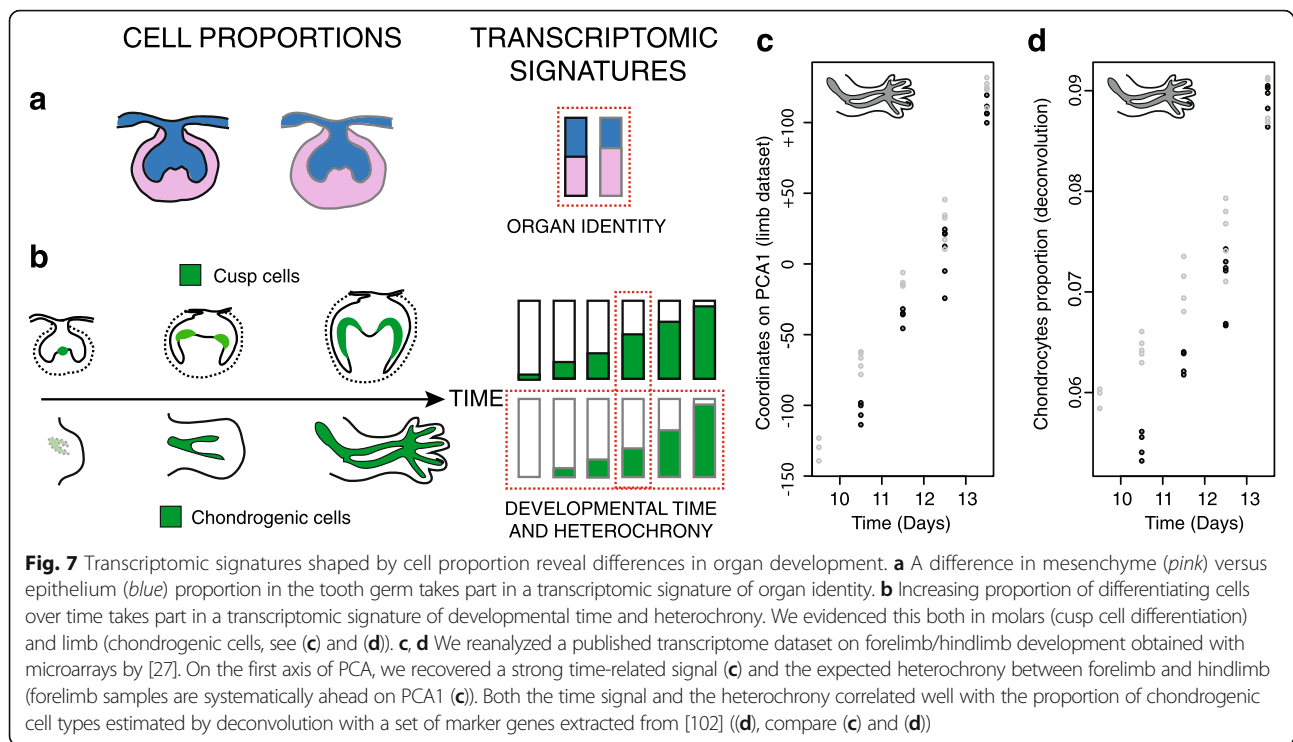 CELL PROPORTIONS
TRANSCRIPTOMIC
SIGNATURES
a
ORGAN IDENTITY
b
Cusp cells
TIME
Chondrogenic cells
DEVELOPMENTAL TIME
AND HETEROCHRONY
c
Coordinates on PCA1 (limb dataset)
+100
+50
0
-50
-100
-150
10 11 12 13
Time (Days)
d
Chondrocytes proportion (deconvolution)
0.09
0.08
0.07
0.06
10 11 12 13
Time (Days)
Fig. 7 Transcriptomic signatures shaped by cell proportion reveal differences in organ development. a A difference in mesenchyme (pink) versus
epithelium (blue) proportion in the tooth germ takes part in a transcriptomic signature of organ identity. b Increasing proportion of differentiating cells
over time takes part in a transcriptomic signature of developmental time and heterochrony. We evidenced this both in molars (cusp cell differentiation)
and limb (chondrogenic cells, see (c) and (d)). c, d We reanalyzed a published transcriptome dataset on forelimb/hindlimb development obtained with
microarrays by [27]. On the first axis of PCA, we recovered a strong time-related signal (c) and the expected heterochrony between forelimb and hindlimb
(forelimb samples are systematically ahead on PCA1 (c)). Both the time signal and the heterochrony correlated well with the proportion of chondrogenic
cell types estimated by deconvolution with a set of marker genes extracted from [102] ((d), compare (c) and (d))